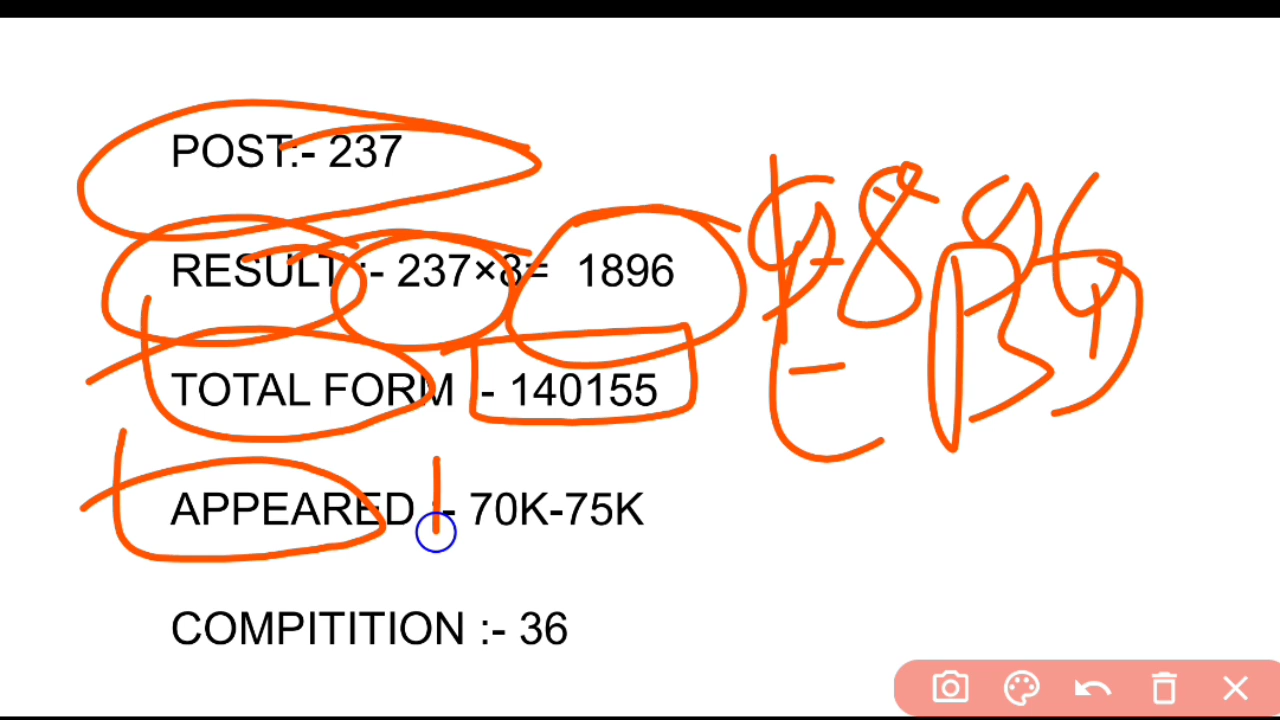 POST:- 237
RESULT :- 237×8= 1896
TOTAL FORM :- 140155
APPEARED :- 70K-75K
COMPITITION :- 36